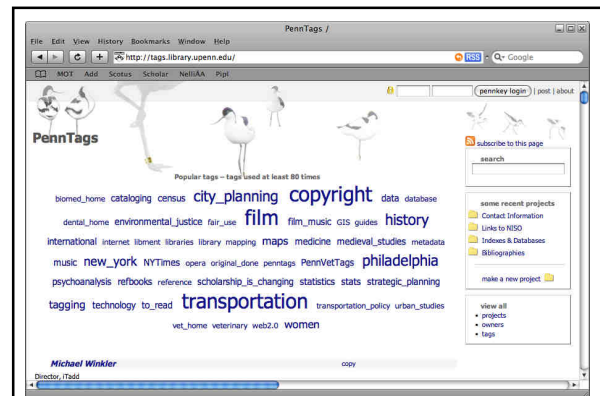 PennTags /
File Edit View History Bookmarks Window Help
http://tags.library.upenn.edu/
RSS
Q- Google
MOT Add Scotus Scholar NelliÅA Pipl
pennkey login | post | about
PennTags
subscribe to this page
Popular tags – tags used at least 80 times
biomed_home cataloging census city_planning copyright data database
dental_home environmental_justice fair_use film film_music GIS guides history
international internet libment libraries library mapping maps medicine medieval_studies metadata
music new_york NYTimes opera original_done penntags PennVetTags philadelphia
psychoanalysis refbooks reference scholarship_is_changing statistics stats strategic_planning
tagging technology to_read transportation transportation_policy urban_studies
vet_home veterinary web2.0 women
search
some recent projects
Contact Information
Links to NISO
Indexes & Databases
Bibliographies
make a new project
view all
• projects
• owners
• tags
Michael Winkler
copy
Director, iTadd